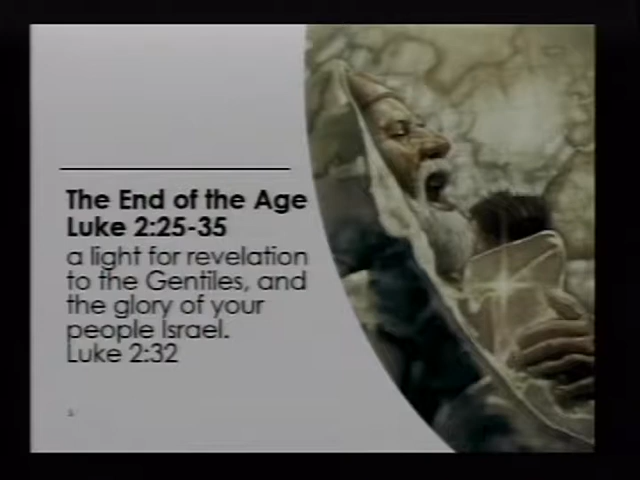 The End of the Age
Luke 2:25-35
a light for revelation
to the Gentiles, and
the glory of your
people Israel.
Luke 2:32